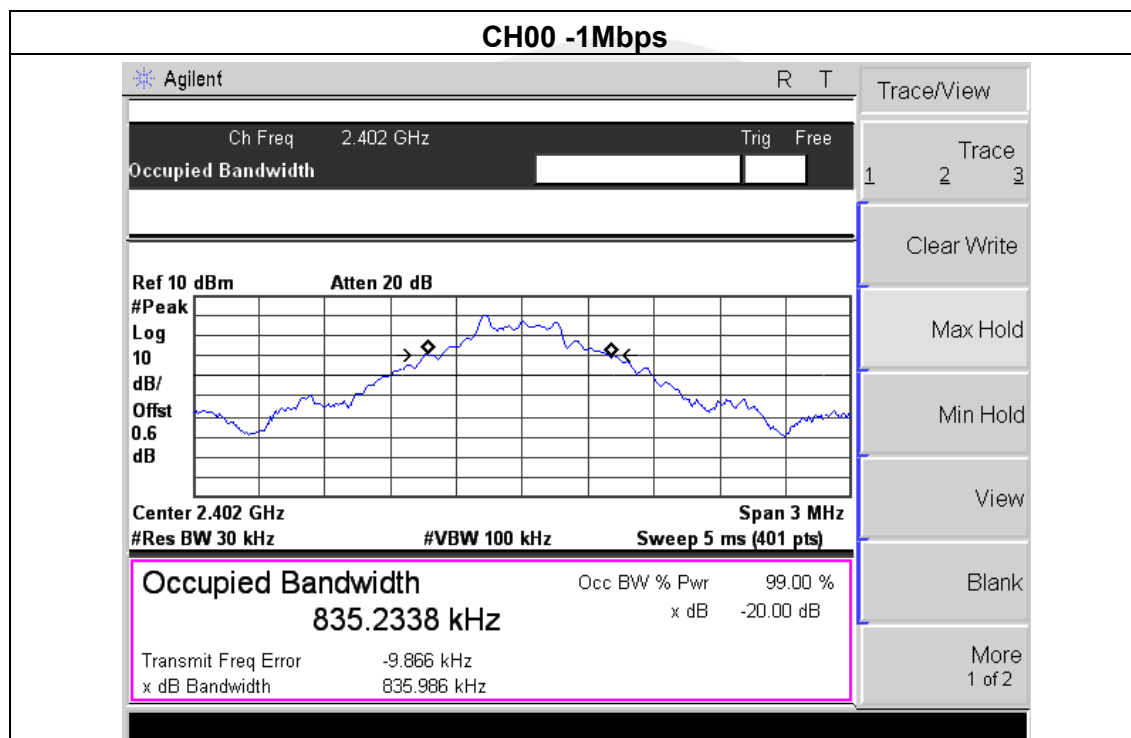 CH00 -1Mbps
Agilent R T
Trace/View
Ch Freq 2.402 GHz Trig Free
Occupied Bandwidth
Trace
1 2 3
Clear Write
Ref 10 dBm Atten 20 dB
#Peak
Log
10
dB/
Offst
0.6
dB
Max Hold
Min Hold
View
Center 2.402 GHz Span 3 MHz
#Res BW 30 kHz #VBW 100 kHz Sweep 5 ms (401 pts)
Occupied Bandwidth Occ BW % Pwr 99.00 %
835.2338 kHz x dB -20.00 dB
Transmit Freq Error -9.866 kHz
x dB Bandwidth 835.986 kHz
Blank
More
1 of 2